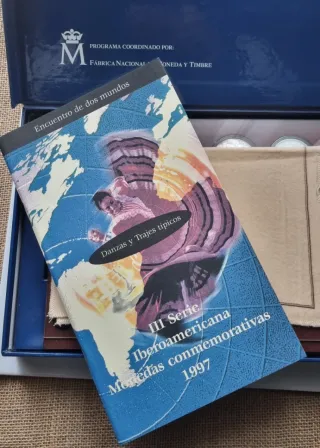 PROGRAMA COORDINADO POR:
FÁBRICA NACIONAL DE MONEDA Y TIMBRE
M
Encuentro de dos mundos
Danzas y Trajes típicos
III Serie
Iberoamericana
Monedas conmemorativas
1997